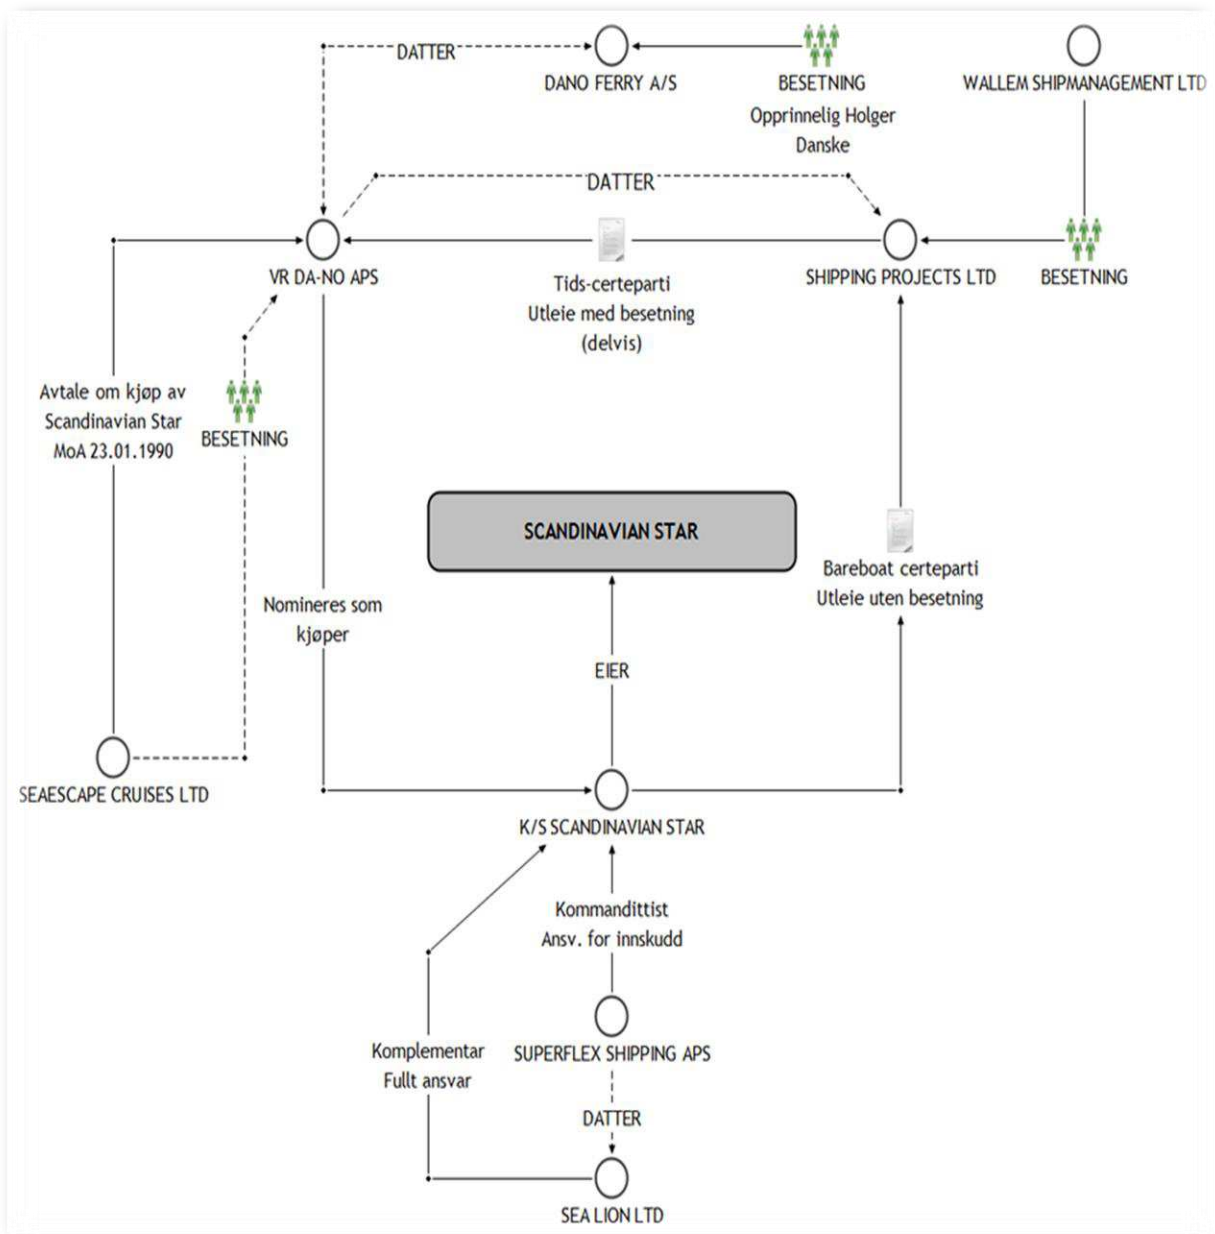 DATTER
DANO FERRY A/S
BESETNING
Opprinnelig Holger
Danske
WALLEM SHIPMANAGEMENT LTD
DATTER
VR DA-NO APS
Tids-certeparti
Utleie med besetning
(delvis)
SHIPPING PROJECTS LTD
BESETNING
Avtale om kjøp av
Scandinavian Star
MoA 23.01.1990
BESETNING
SCANDINAVIAN STAR
Bareboat certeparti
Utleie uten besetning
Nomineres som
kjøper
EIER
SEAESCAPE CRUISES LTD
K/S SCANDINAVIAN STAR
Kommandittist
Ansv. for innskudd
Komplementar
Fullt ansvar
SUPERFLEX SHIPPING APS
DATTER
SEA LION LTD